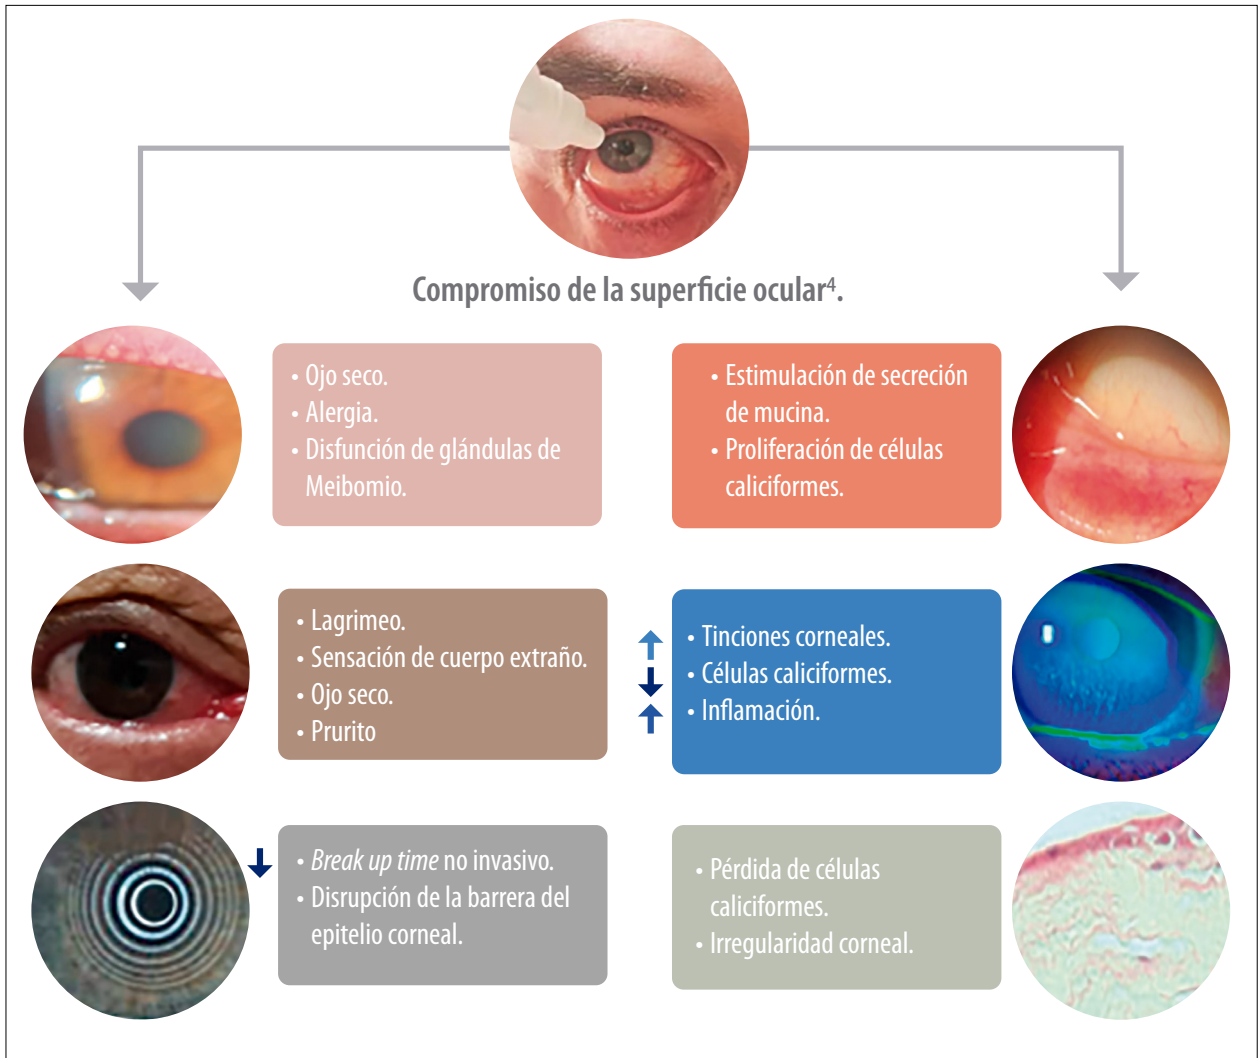 Compromiso de la superficie ocular⁴.
• Ojo seco.
• Alergia.
• Disfunción de glándulas de
Meibomio.
• Estimulación de secreción
de mucina.
• Proliferación de células
caliciformes.
• Lagrimeo.
• Sensación de cuerpo extraño.
• Ojo seco.
• Prurito
• Tinciones corneales.
• Células caliciformes.
• Inflamación.
• Break up time no invasivo.
• Disrupción de la barrera del
epitelio corneal.
• Pérdida de células
caliciformes.
• Irregularidad corneal.